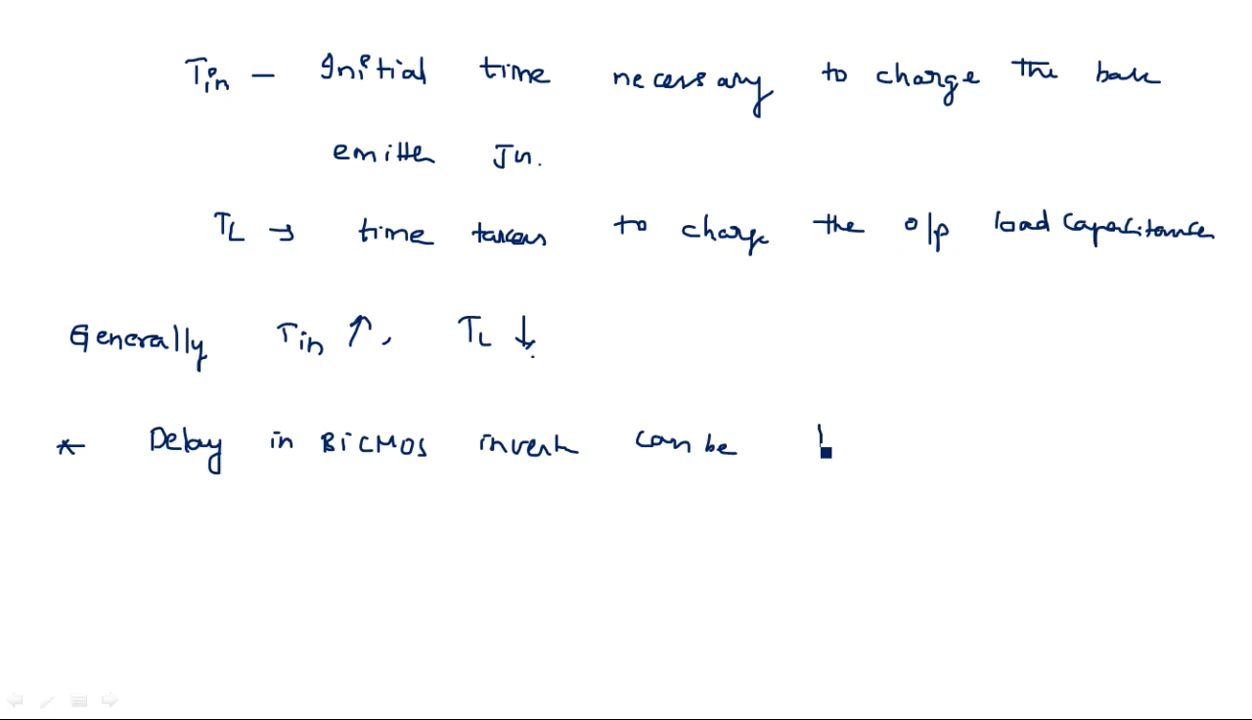 Tin — Initial time necessary to charge the base
emitter Jn.
TL → time taken to charge the o/p load capacitance
Generally Tin ↑, TL ↓
* Delay in BiCMOS inverter can be